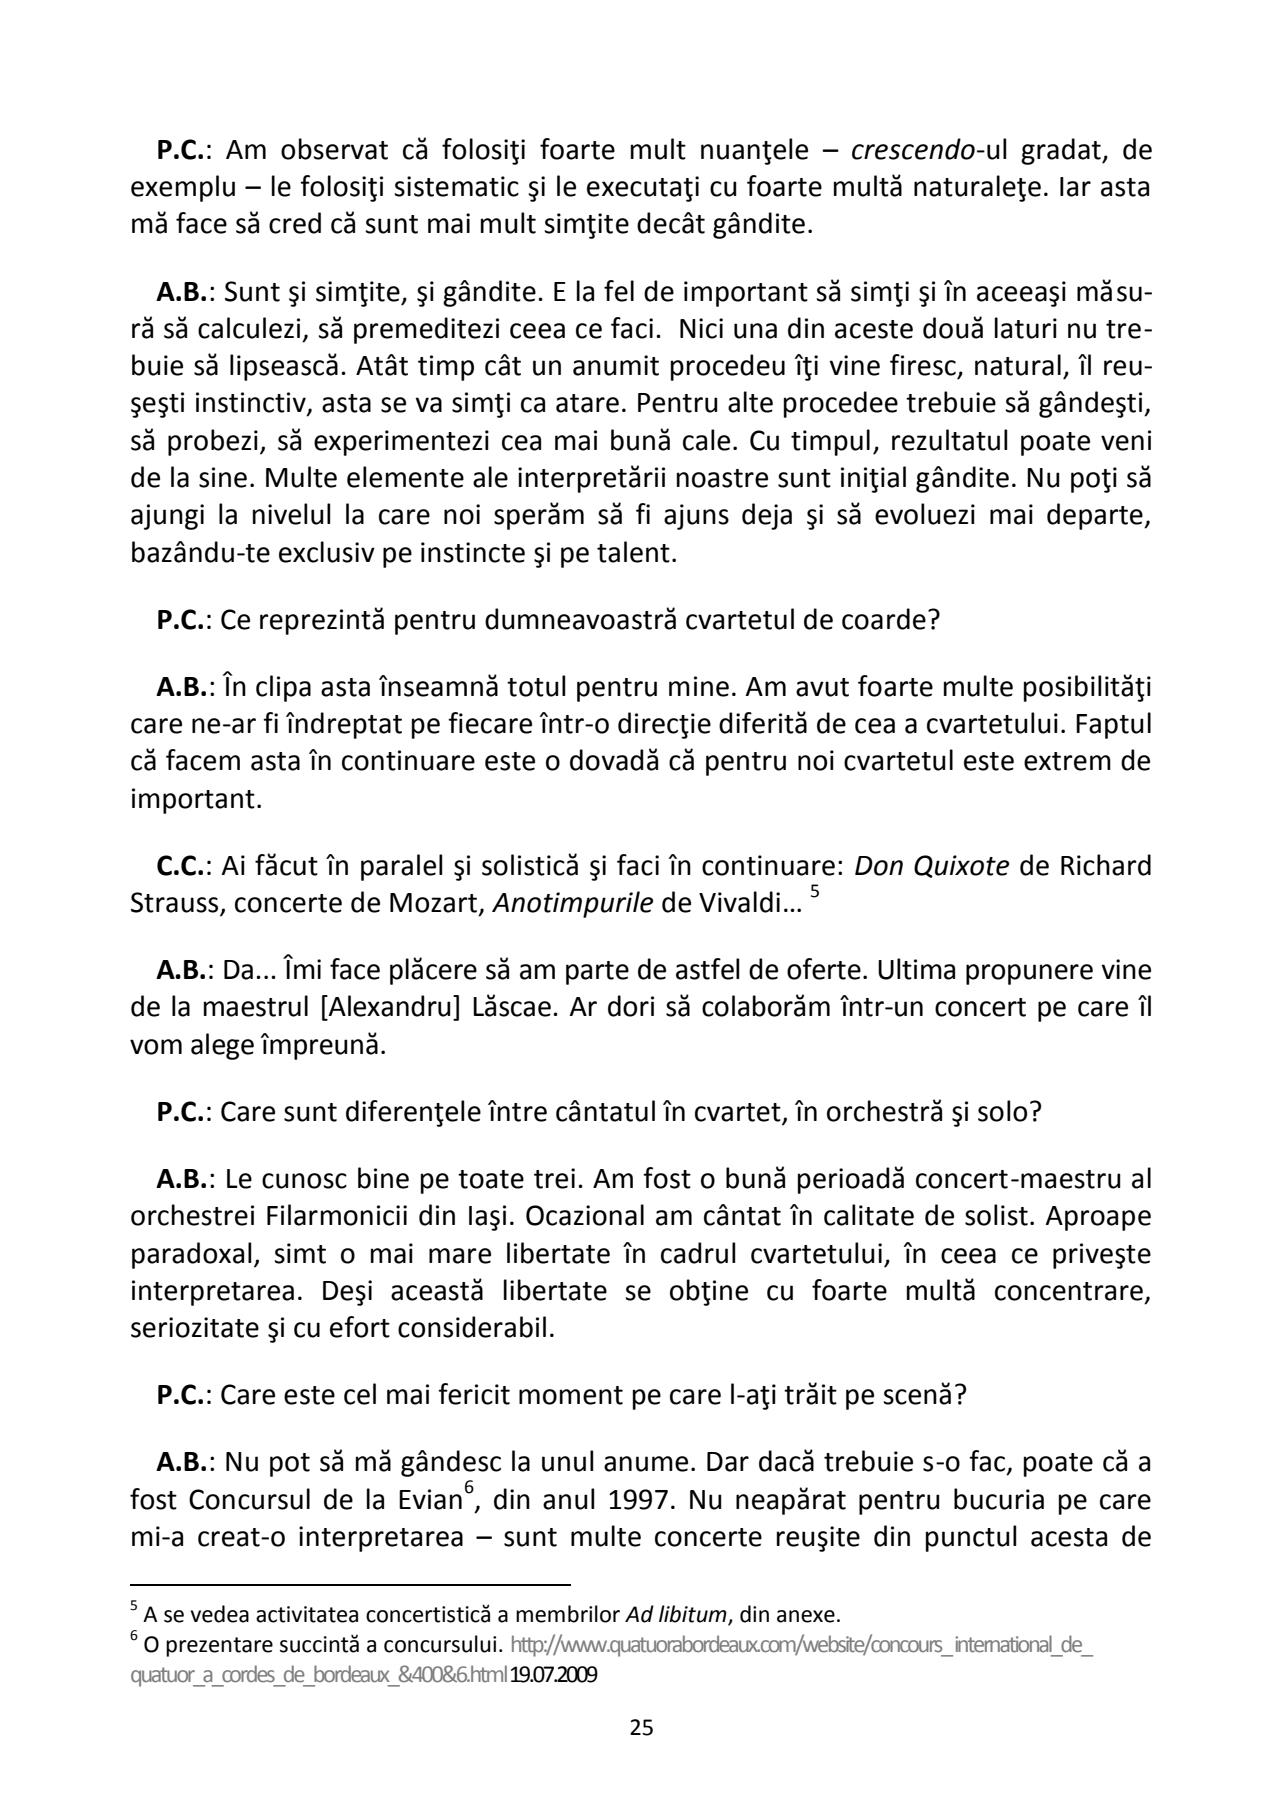 P.C.: Am observat că folosiţi foarte mult nuanţele – crescendo-ul gradat, de
exemplu – le folosiţi sistematic şi le executaţi cu foarte multă naturaleţe. Iar asta
mă face să cred că sunt mai mult simţite decât gândite.
A.B.: Sunt şi simţite, şi gândite. E la fel de important să simţi şi în aceeaşi măsu-
ră să calculezi, să premeditezi ceea ce faci. Nici una din aceste două laturi nu tre-
buie să lipsească. Atât timp cât un anumit procedeu îţi vine firesc, natural, îl reu-
şeşti instinctiv, asta se va simţi ca atare. Pentru alte procedee trebuie să gândeşti,
să probezi, să experimentezi cea mai bună cale. Cu timpul, rezultatul poate veni
de la sine. Multe elemente ale interpretării noastre sunt iniţial gândite. Nu poţi să
ajungi la nivelul la care noi sperăm să fi ajuns deja şi să evoluezi mai departe,
bazându-te exclusiv pe instincte şi pe talent.
P.C.: Ce reprezintă pentru dumneavoastră cvartetul de coarde?
A.B.: În clipa asta înseamnă totul pentru mine. Am avut foarte multe posibilităţi
care ne-ar fi îndreptat pe fiecare într-o direcţie diferită de cea a cvartetului. Faptul
că facem asta în continuare este o dovadă că pentru noi cvartetul este extrem de
important.
C.C.: Ai făcut în paralel şi solistică şi faci în continuare: Don Quixote de Richard
Strauss, concerte de Mozart, Anotimpurile de Vivaldi… 5
A.B.: Da... Îmi face plăcere să am parte de astfel de oferte. Ultima propunere vine
de la maestrul [Alexandru] Lăscae. Ar dori să colaborăm într-un concert pe care îl
vom alege împreună.
P.C.: Care sunt diferenţele între cântatul în cvartet, în orchestră şi solo?
A.B.: Le cunosc bine pe toate trei. Am fost o bună perioadă concert-maestru al
orchestrei Filarmonicii din Iaşi. Ocazional am cântat în calitate de solist. Aproape
paradoxal, simt o mai mare libertate în cadrul cvartetului, în ceea ce priveşte
interpretarea. Deşi această libertate se obţine cu foarte multă concentrare,
seriozitate şi cu efort considerabil.
P.C.: Care este cel mai fericit moment pe care l-aţi trăit pe scenă?
A.B.: Nu pot să mă gândesc la unul anume. Dar dacă trebuie s-o fac, poate că a
fost Concursul de la Evian6, din anul 1997. Nu neapărat pentru bucuria pe care
mi-a creat-o interpretarea – sunt multe concerte reuşite din punctul acesta de
5 A se vedea activitatea concertistică a membrilor Ad libitum, din anexe.
6 O prezentare succintă a concursului. http://www.quatuorabordeaux.com/website/concours_international_de_
quatuor_a_cordes_de_bordeaux_&400&6.html 19.07.2009
25